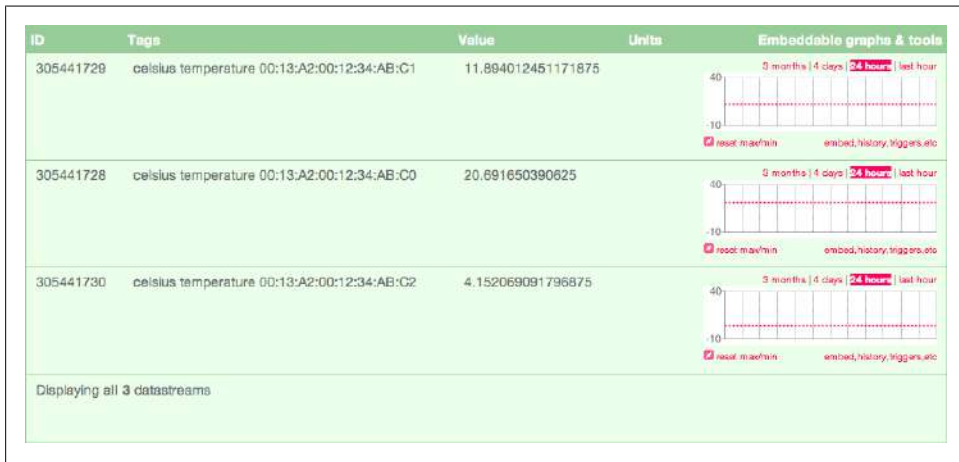 ID Tags Value Units Embeddable graphs & tools
305441729 celsius temperature 00:13:A2:00:12:34:AB:C1 11.894012451171875
3 months | 4 days | 24 hours | last hour
40
-10
reset max/min embed, history, triggers, etc
305441728 celsius temperature 00:13:A2:00:12:34:AB:C0 20.691650390625
3 months | 4 days | 24 hours | last hour
40
-10
reset max/min embed, history, triggers, etc
305441730 celsius temperature 00:13:A2:00:12:34:AB:C2 4.152069091796875
3 months | 4 days | 24 hours | last hour
40
-10
reset max/min embed, history, triggers, etc
Displaying all 3 datastreams